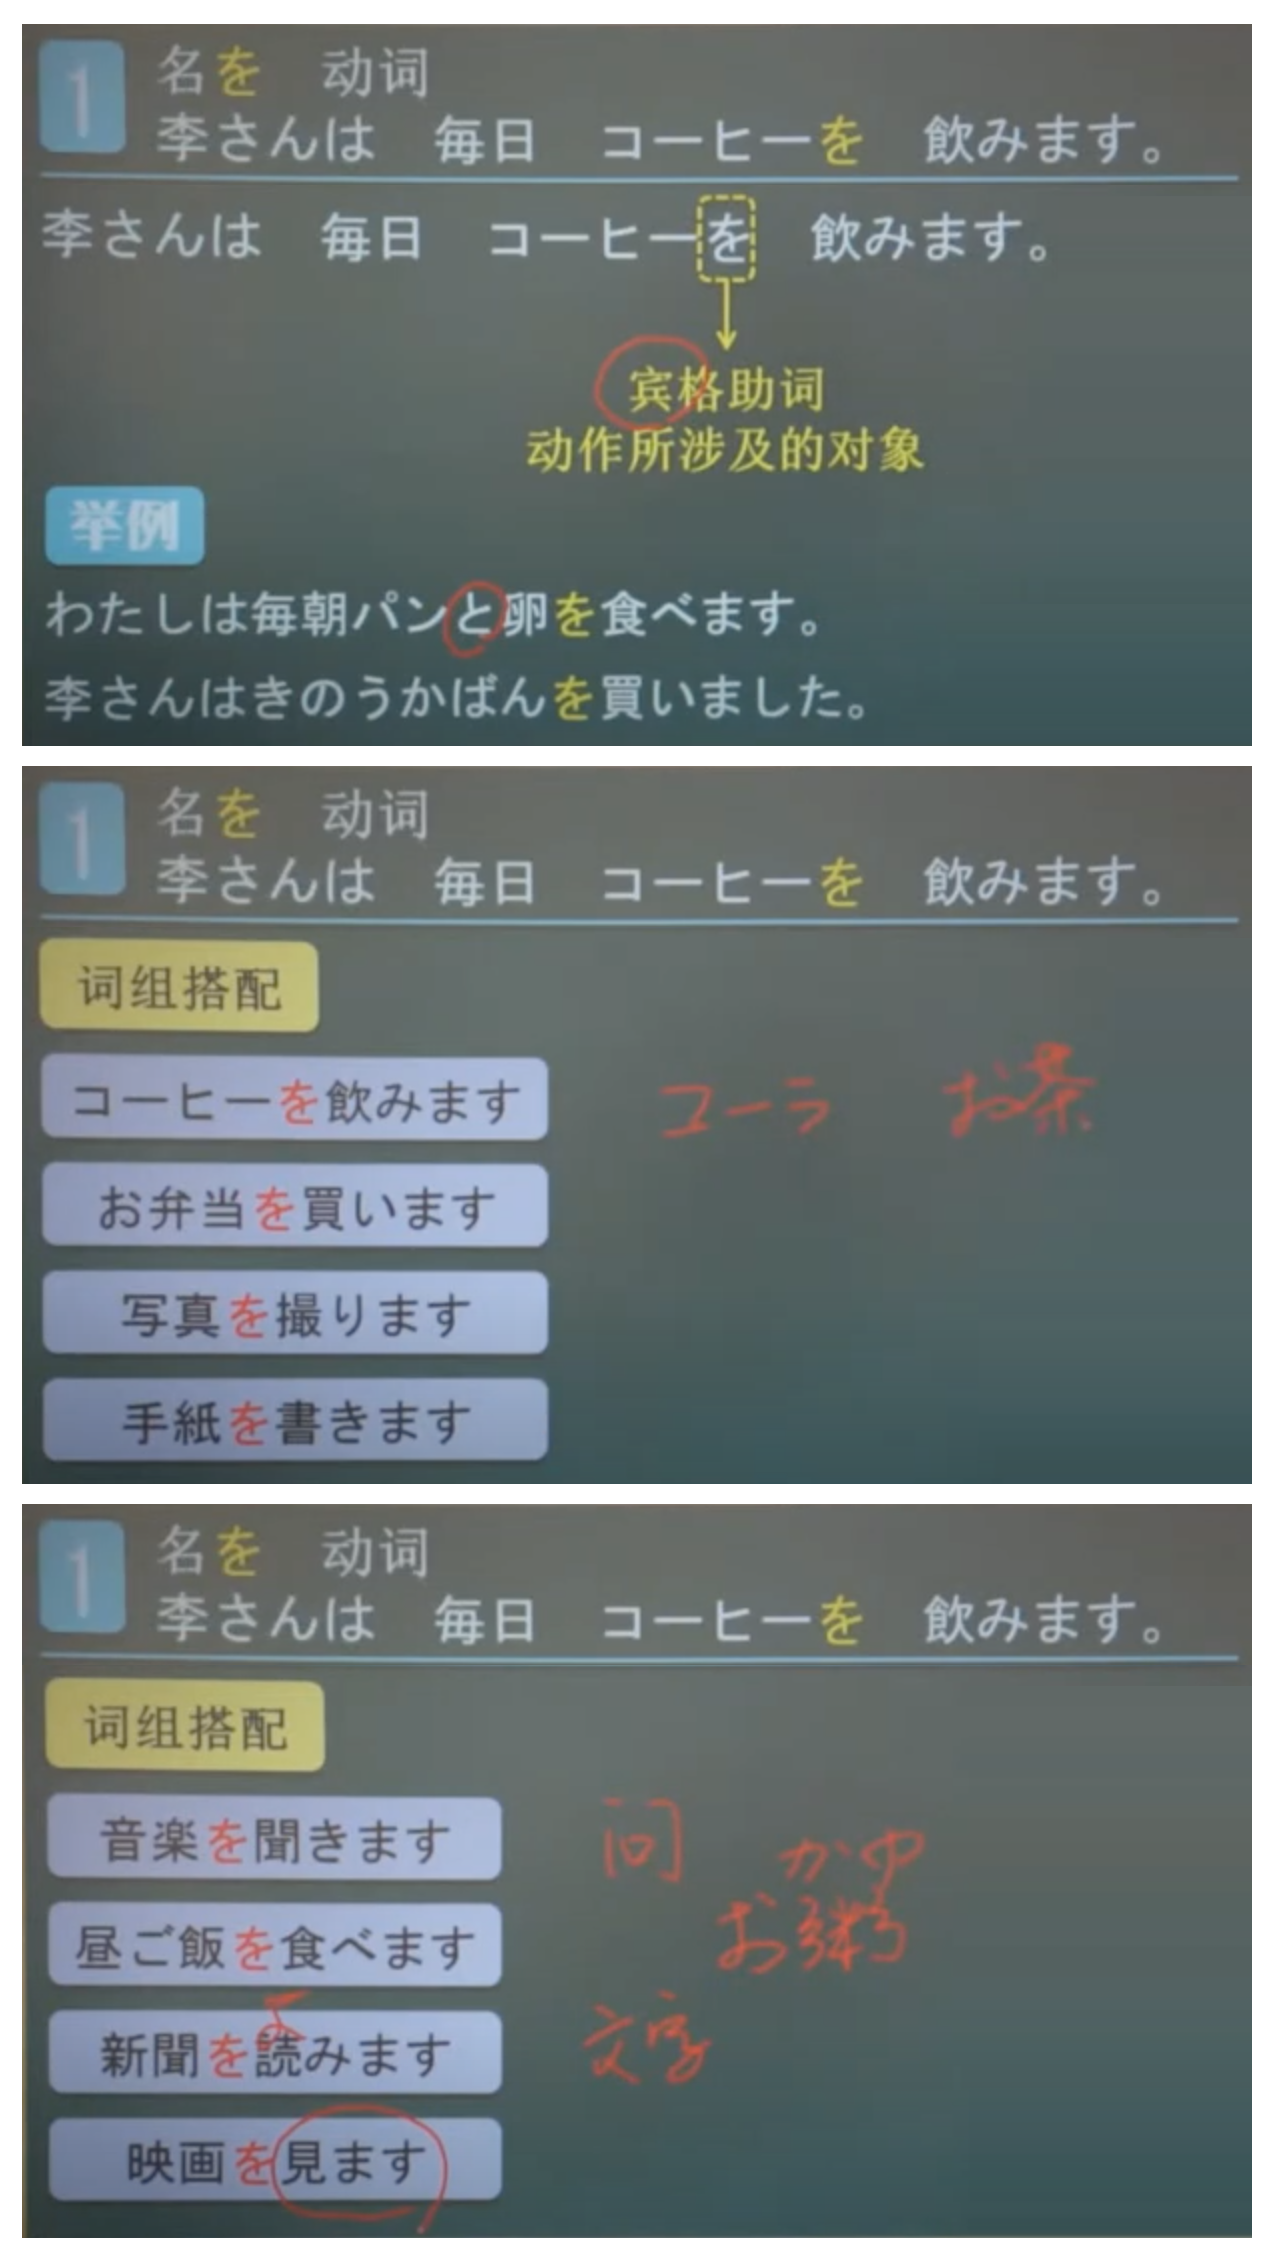 1
名を 动词
李さんは 毎日 コーヒーを 飲みます。
李さんは 毎日 コーヒーを 飲みます。
宾格助词
动作所涉及的对象
举例
わたしは毎朝パンと卵を食べます。
李さんはきのうかばんを買いました。
1
名を 动词
李さんは 毎日 コーヒーを 飲みます。
词组搭配
コーヒーを飲みます コーラ お茶
お弁当を買います
写真を撮ります
手紙を書きます
1
名を 动词
李さんは 毎日 コーヒーを 飲みます。
词组搭配
音楽を聞きます 问
かゆ
昼ご飯を食べます お粥
よ
新聞を読みます 文字
映画を見ます